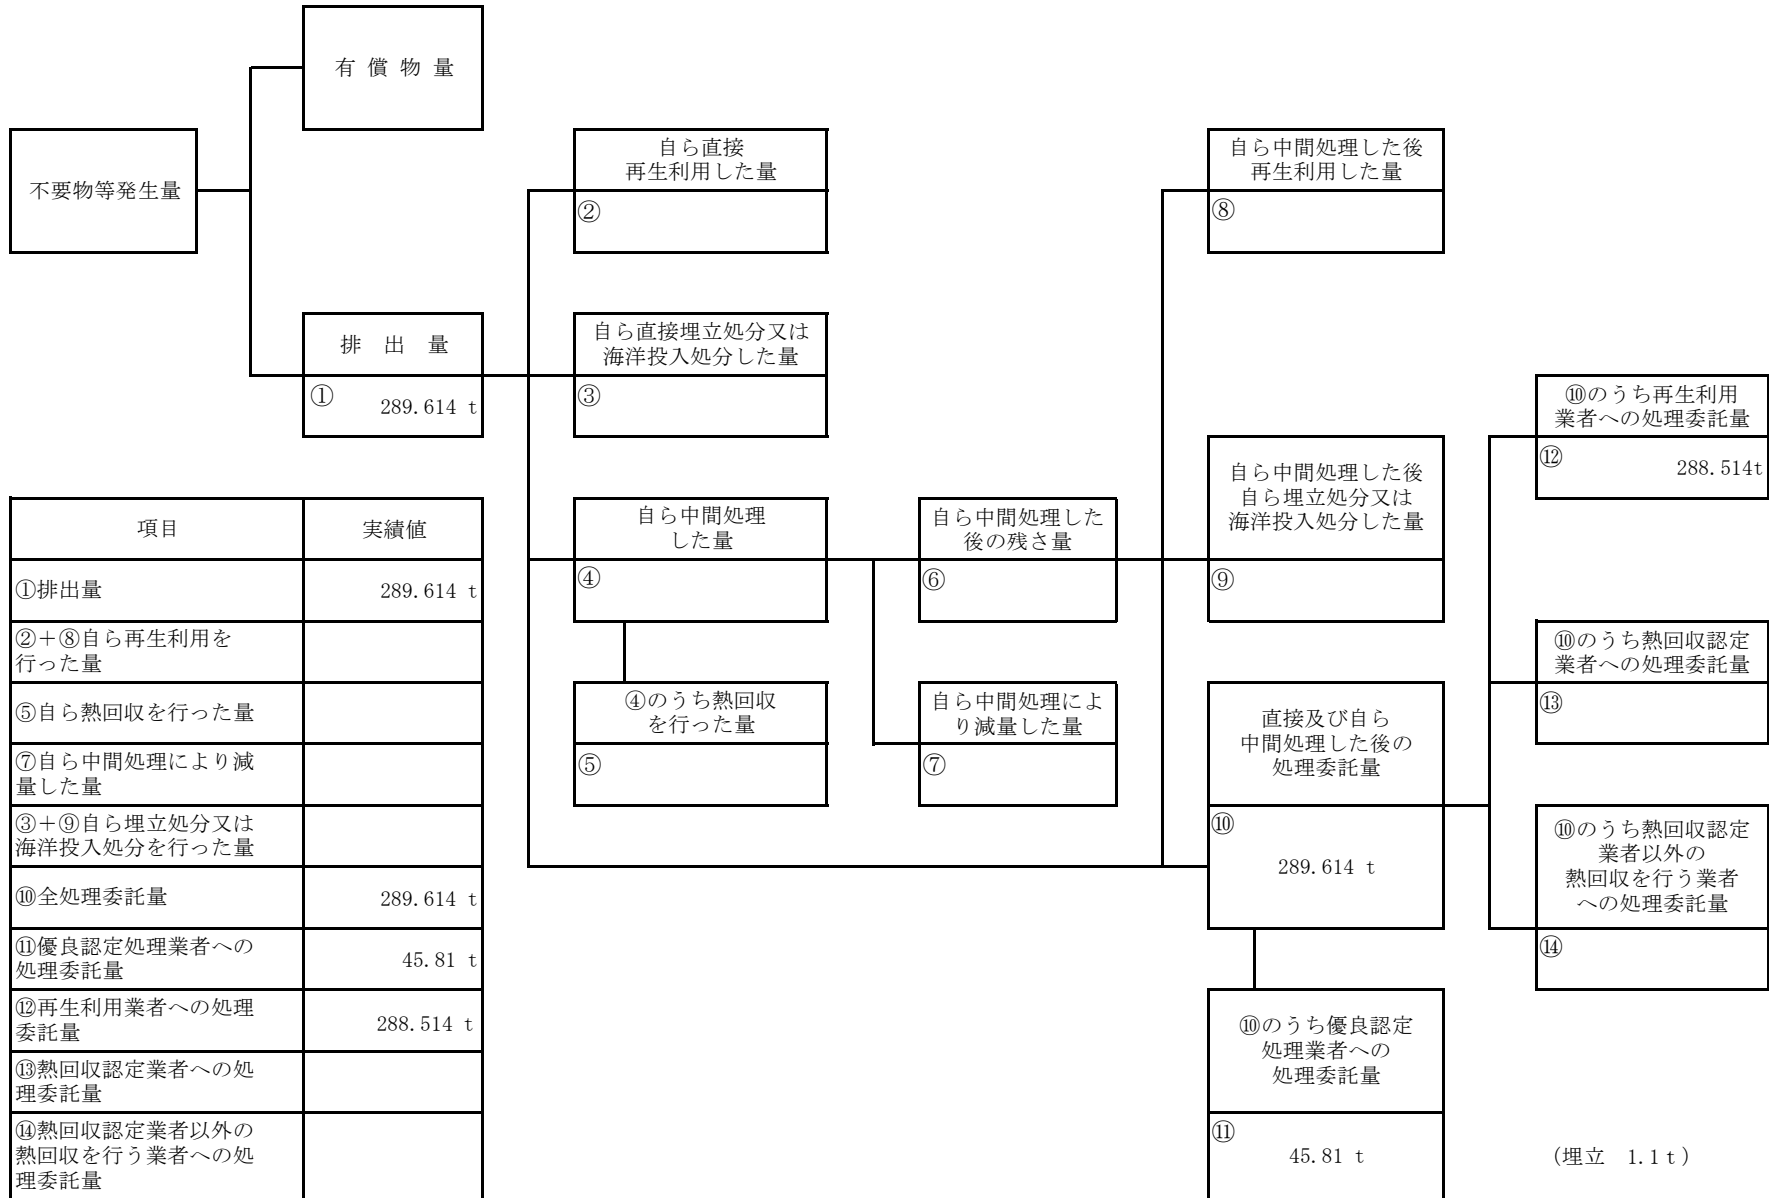 有 償 物 量
不要物等発生量
自ら直接
再生利用した量
②
自ら中間処理した後
再生利用した量
⑧
排 出 量
① 289.614 t
自ら直接埋立処分又は
海洋投入処分した量
③
⑩のうち再生利用
業者への処理委託量
⑫ 288.514t
自ら中間処理した後
自ら埋立処分又は
海洋投入処分した量
⑨
自ら中間処理
した量
④
自ら中間処理した
後の残さ量
⑥
⑩のうち熱回収認定
業者への処理委託量
⑬
④のうち熱回収
を行った量
⑤
自ら中間処理によ
り減量した量
⑦
直接及び自ら
中間処理した後の
処理委託量
⑩
289.614 t
⑩のうち熱回収認定
業者以外の
熱回収を行う業者
への処理委託量
⑭
⑩のうち優良認定
処理業者への
処理委託量
⑪
45.81 t
(埋立 1.1t)
項目 実績値
①排出量 289.614 t
②+⑧自ら再生利用を
行った量
⑤自ら熱回収を行った量
⑦自ら中間処理により減
量した量
③+⑨自ら埋立処分又は
海洋投入処分を行った量
⑩全処理委託量 289.614 t
⑪優良認定処理業者への
処理委託量 45.81 t
⑫再生利用業者への処理
委託量 288.514 t
⑬熱回収認定業者への処
理委託量
⑭熱回収認定業者以外の
熱回収を行う業者への処
理委託量